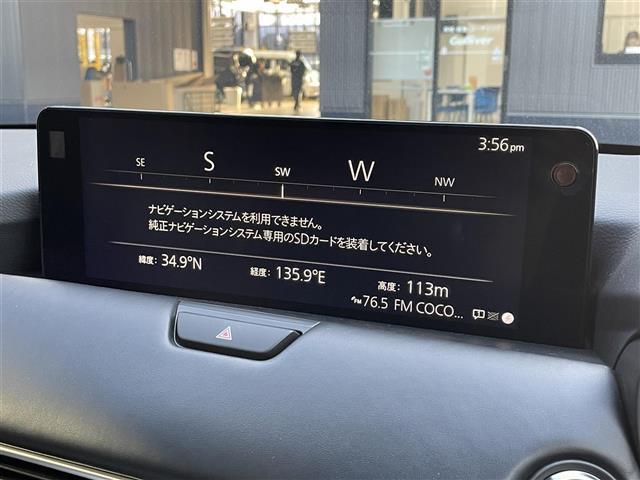 Gulliver
3:56pm
SE S SW W NW
ナビゲーションシステムを利用できません。
純正ナビゲーションシステム専用のSDカードを装着してください。
緯度: 34.9°N 経度: 135.9°E 高度: 113m
FM 76.5 FM COCO...